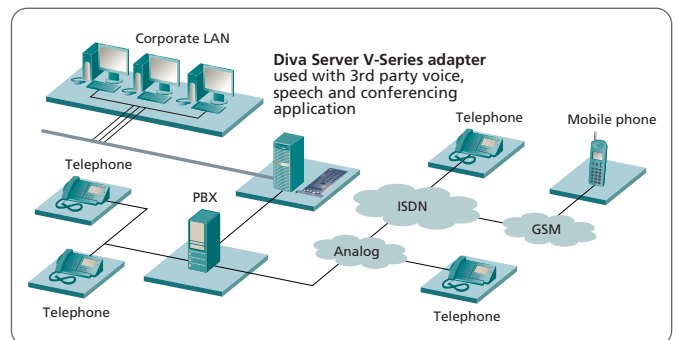 Corporate LAN
Diva Server V-Series adapter
used with 3rd party voice,
speech and conferencing
application
Telephone
Mobile phone
Telephone
PBX
ISDN
GSM
Analog
Telephone
Telephone